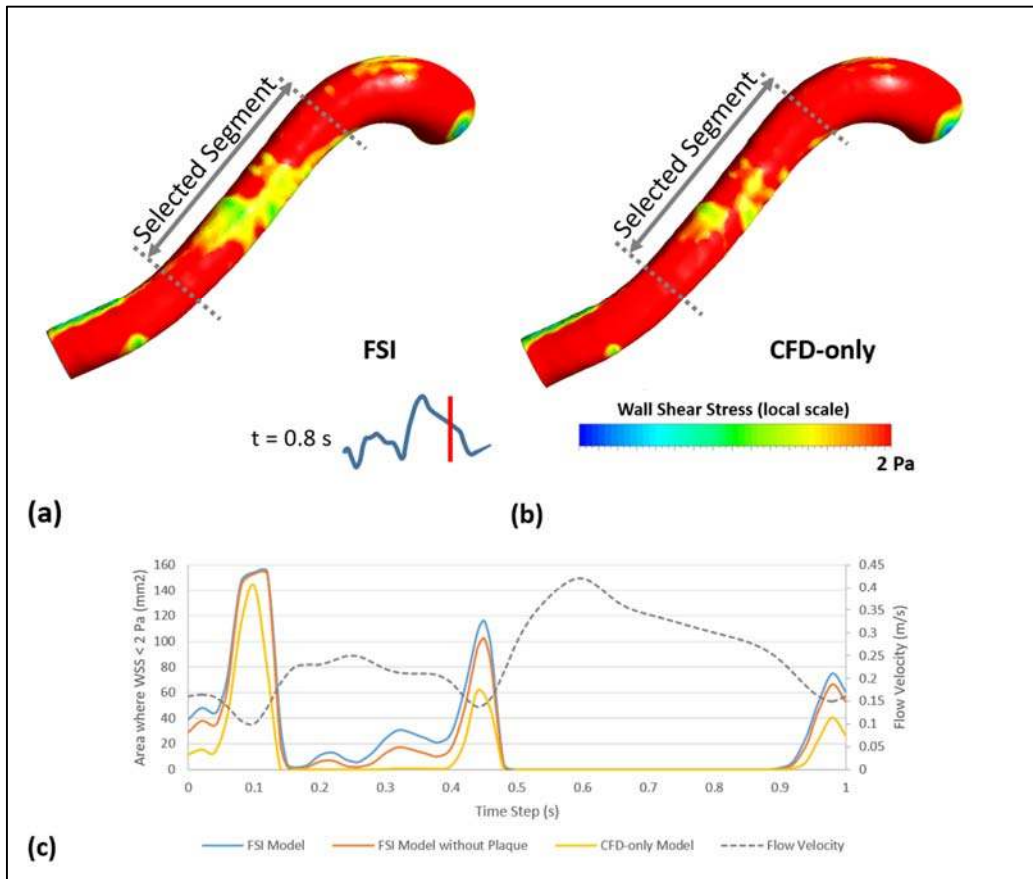 Selected Segment
Selected Segment
FSI
CFD-only
t = 0.8 s
Wall Shear Stress (local scale)
2 Pa
(a)
(b)
Area where WSS < 2 Pa (mm2)
160
140
120
100
80
60
40
20
0
0.45
0.4
0.35
0.3
0.25
0.2
0.15
0.1
0.05
0
Flow Velocity (m/s)
0 0.1 0.2 0.3 0.4 0.5 0.6 0.7 0.8 0.9 1
Time Step (s)
(c)
FSI Model FSI Model without Plaque CFD-only Model Flow Velocity